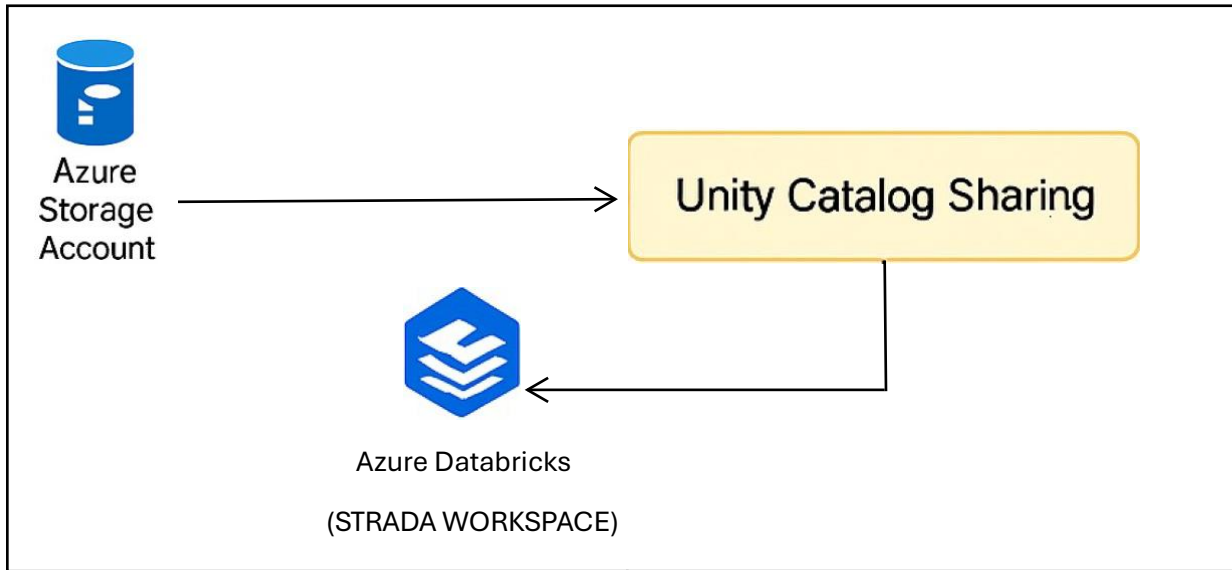 Azure
Storage
Account
Unity Catalog Sharing
Azure Databricks
(STRADA WORKSPACE)